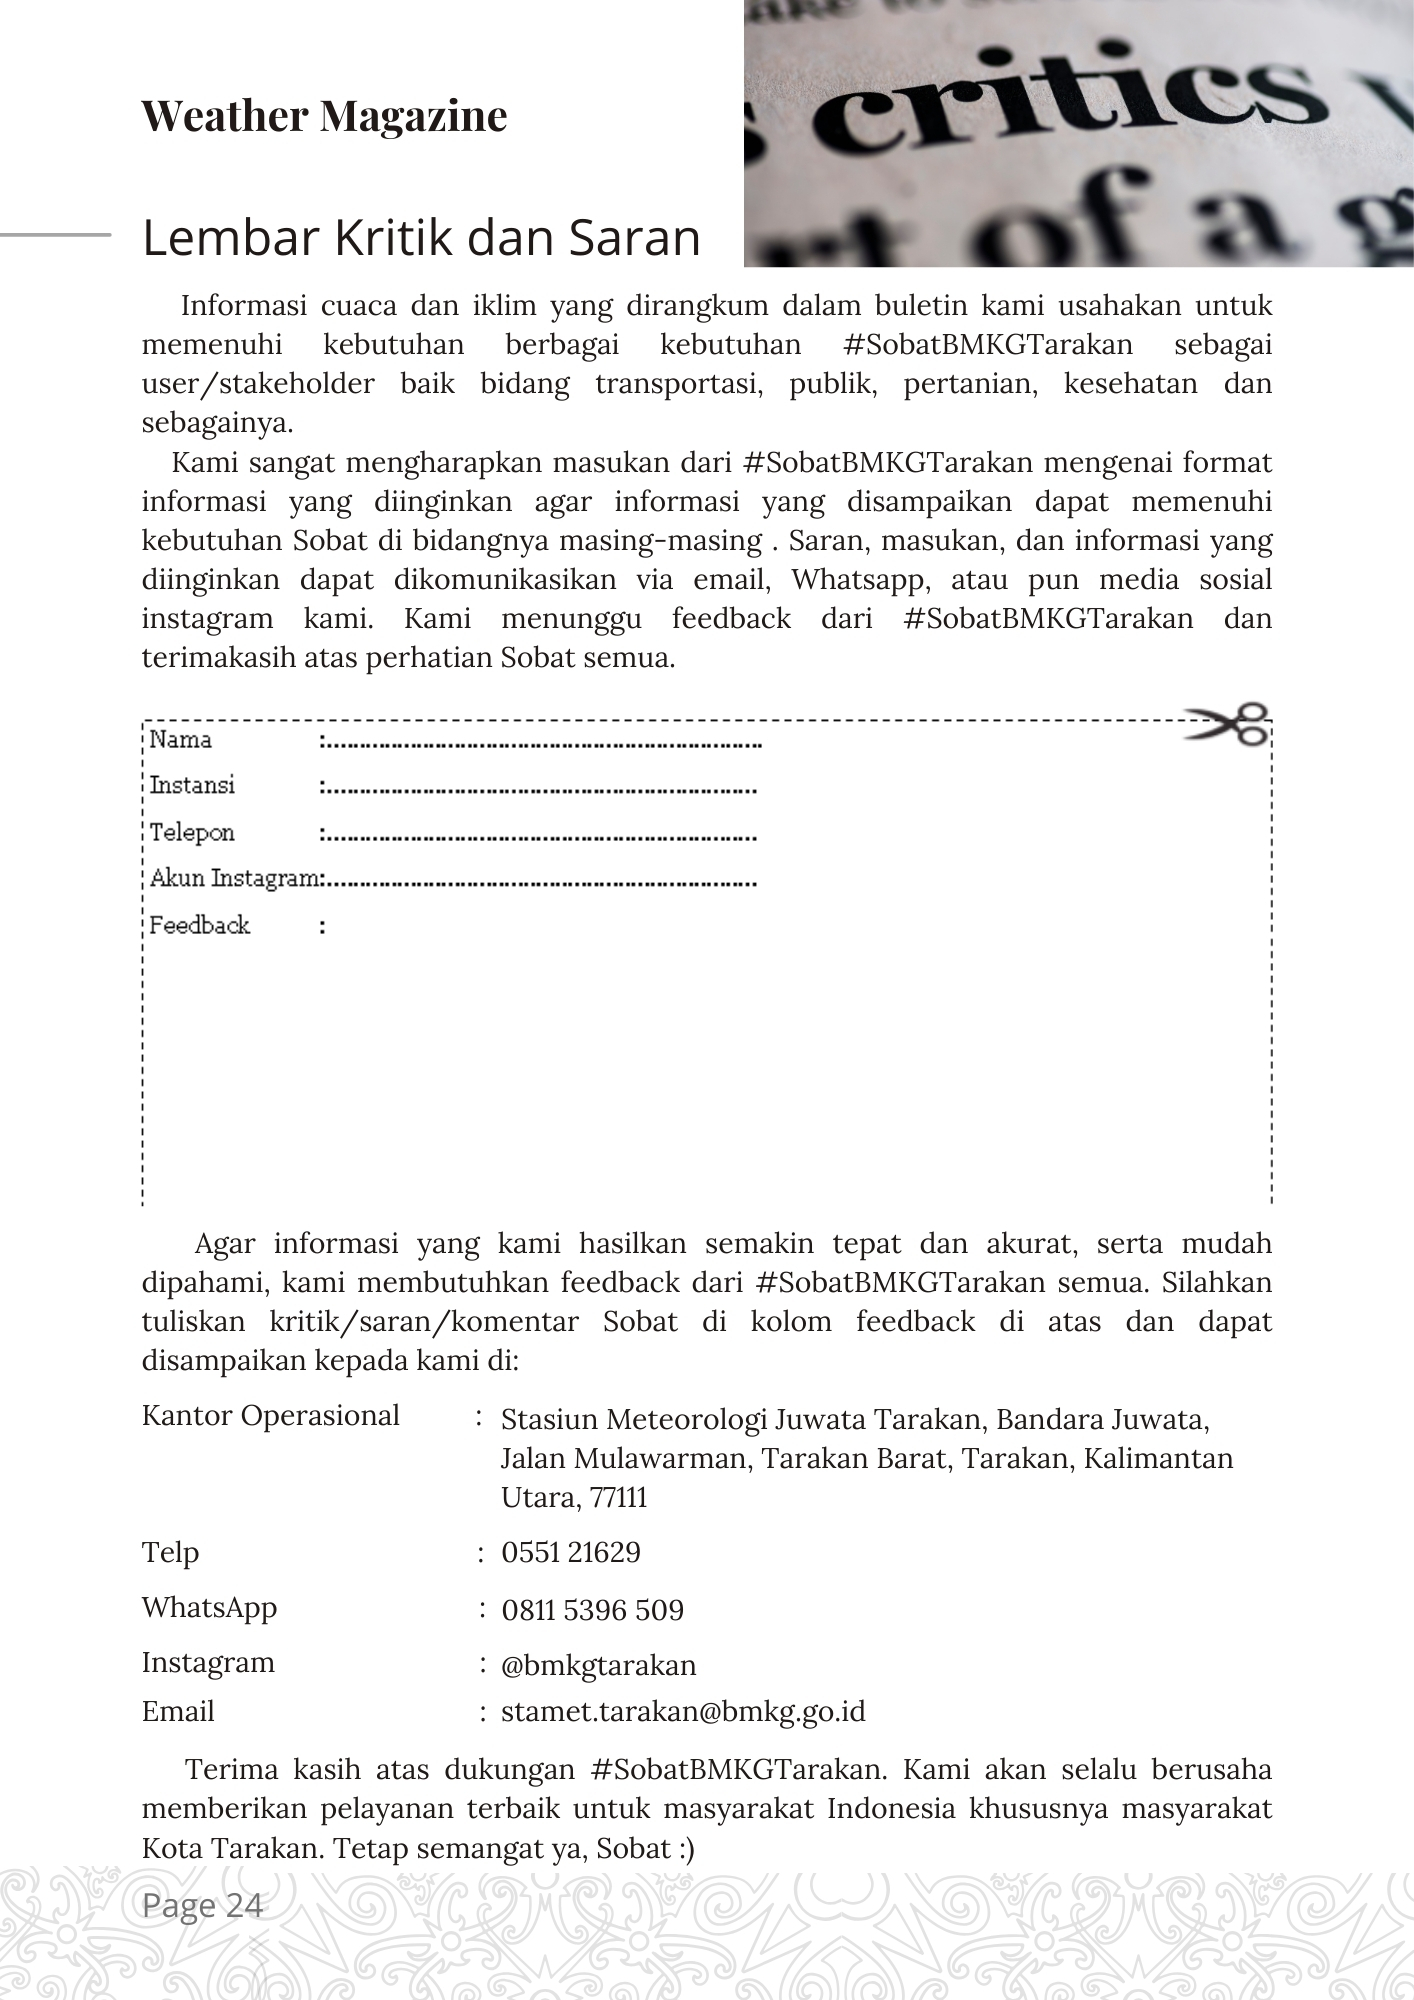 Weather Magazine
critics
rt of a g
Lembar Kritik dan Saran
Informasi cuaca dan iklim yang dirangkum dalam buletin kami usahakan untuk
memenuhi kebutuhan berbagai kebutuhan #SobatBMKGTarakan sebagai
user/stakeholder baik bidang transportasi, publik, pertanian, kesehatan dan
sebagainya.
Kami sangat mengharapkan masukan dari #SobatBMKGTarakan mengenai format
informasi yang diinginkan agar informasi yang disampaikan dapat memenuhi
kebutuhan Sobat di bidangnya masing-masing . Saran, masukan, dan informasi yang
diinginkan dapat dikomunikasikan via email, Whatsapp, atau pun media sosial
instagram kami. Kami menunggu feedback dari #SobatBMKGTarakan dan
terimakasih atas perhatian Sobat semua.
Nama :......................................................................
Instansi :......................................................................
Telepon :......................................................................
Akun Instagram:......................................................................
Feedback :
Agar informasi yang kami hasilkan semakin tepat dan akurat, serta mudah
dipahami, kami membutuhkan feedback dari #SobatBMKGTarakan semua. Silahkan
tuliskan kritik/saran/komentar Sobat di kolom feedback di atas dan dapat
disampaikan kepada kami di:
Kantor Operasional : Stasiun Meteorologi Juwata Tarakan, Bandara Juwata,
Jalan Mulawarman, Tarakan Barat, Tarakan, Kalimantan
Utara, 77111
Telp : 0551 21629
WhatsApp : 0811 5396 509
Instagram : @bmkgtarakan
Email : stamet.tarakan@bmkg.go.id
Terima kasih atas dukungan #SobatBMKGTarakan. Kami akan selalu berusaha
memberikan pelayanan terbaik untuk masyarakat Indonesia khususnya masyarakat
Kota Tarakan. Tetap semangat ya, Sobat :)
Page 24